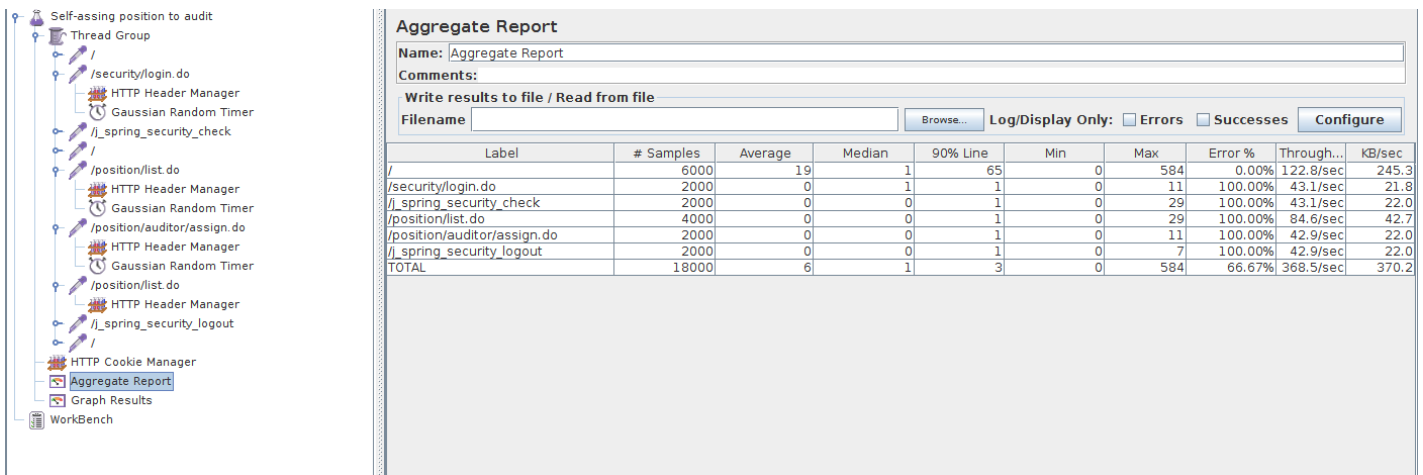 Self-assing position to audit
Thread Group
/
/security/login.do
HTTP Header Manager
Gaussian Random Timer
/j_spring_security_check
/
/position/list.do
HTTP Header Manager
Gaussian Random Timer
/position/auditor/assign.do
HTTP Header Manager
Gaussian Random Timer
/position/list.do
HTTP Header Manager
/j_spring_security_logout
/
HTTP Cookie Manager
Aggregate Report
Graph Results
WorkBench
Aggregate Report
Name: Aggregate Report
Comments:
Write results to file / Read from file
Filename Browse... Log/Display Only: Errors Successes Configure
Label # Samples Average Median 90% Line Min Max Error % Through... KB/sec
/ 6000 19 1 65 0 584 0.00% 122.8/sec 245.3
/security/login.do 2000 0 1 1 0 11 100.00% 43.1/sec 21.8
/j_spring_security_check 2000 0 0 1 0 29 100.00% 43.1/sec 22.0
/position/list.do 4000 0 0 1 0 29 100.00% 84.6/sec 42.7
/position/auditor/assign.do 2000 0 0 1 0 11 100.00% 42.9/sec 22.0
/j_spring_security_logout 2000 0 0 1 0 7 100.00% 42.9/sec 22.0
TOTAL 18000 6 1 3 0 584 66.67% 368.5/sec 370.2